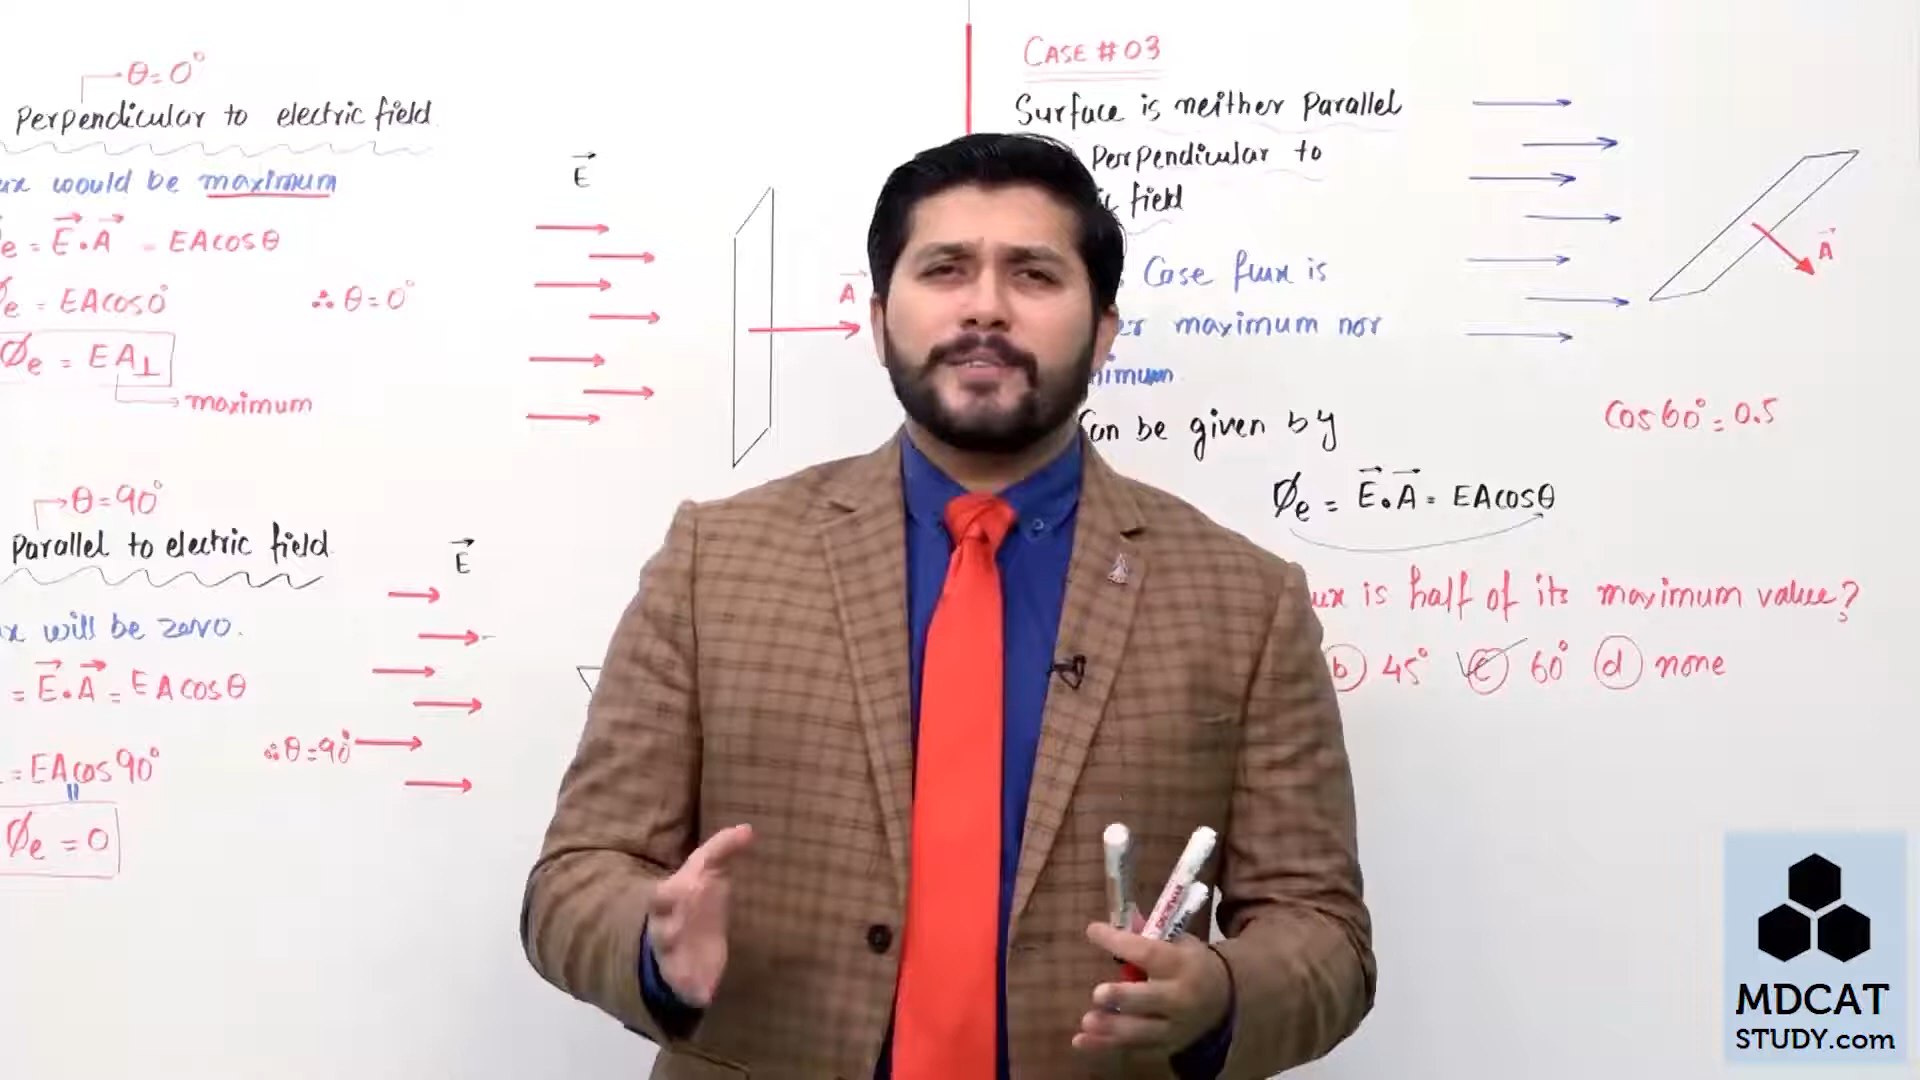 θ=0°
Perpendicular to electric field
would be maximum
= E⃗.A⃗ = EAcosθ
= EAcos0° ∴ θ=0°
Øe = EA⊥
maximum
E⃗
A⃗
θ=90°
Parallel to electric field
will be zero.
= E⃗.A⃗ = EAcosθ
= EAcos90° ∴θ=90°
Øe = 0
E⃗
CASE #03
Surface is neither Parallel
Perpendicular to
field
Case flux is
maximum nor
can be given by
Øe = E⃗.A⃗ = EAcosθ
A⃗
cos60° = 0.5
is half of its maximum value?
b) 45° c) 60° d) none
MDCAT
STUDY.com